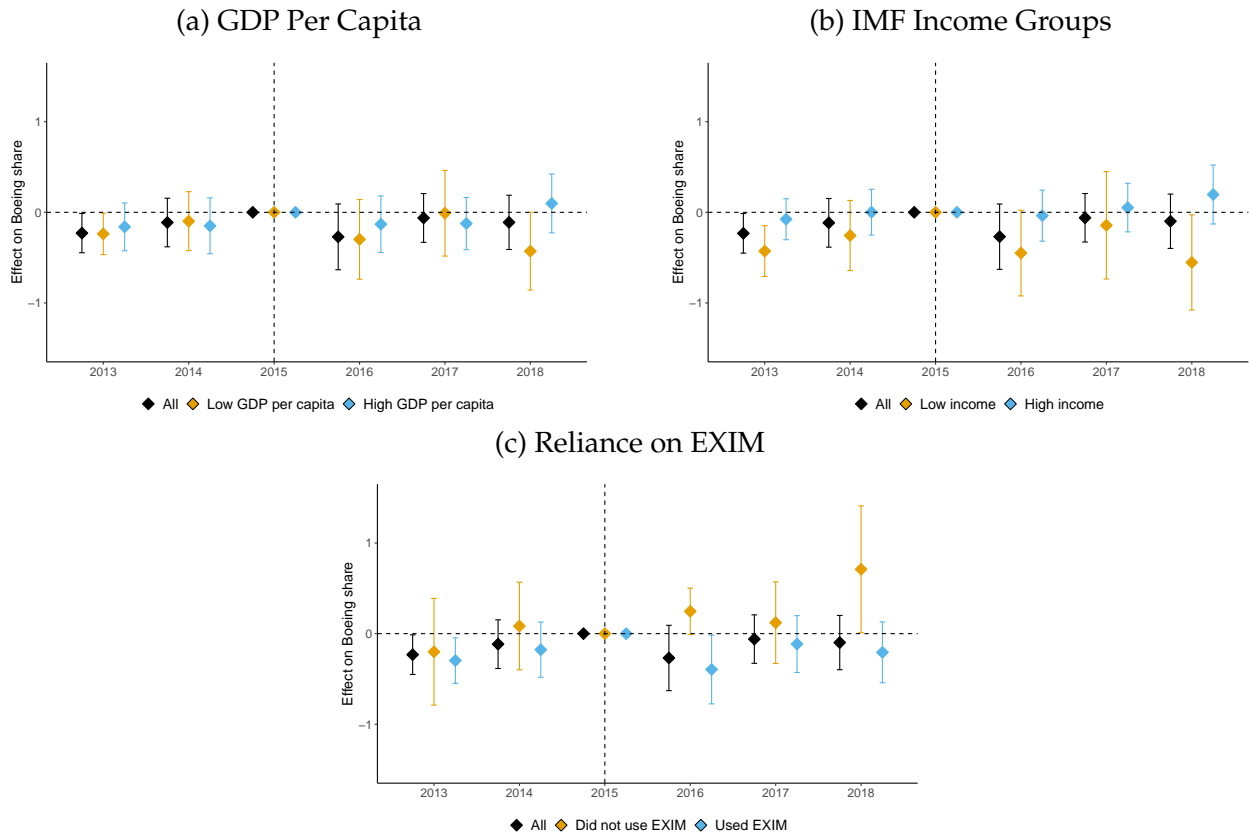 (a) GDP Per Capita
Effect on Boeing share
1
0
−1
2013 2014 2015 2016 2017 2018
All Low GDP per capita High GDP per capita
(b) IMF Income Groups
Effect on Boeing share
1
0
−1
2013 2014 2015 2016 2017 2018
All Low income High income
(c) Reliance on EXIM
Effect on Boeing share
1
0
−1
2013 2014 2015 2016 2017 2018
All Did not use EXIM Used EXIM